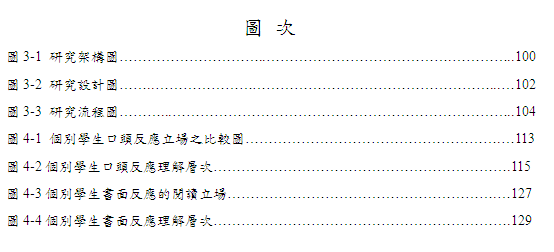 圖 次
圖 3-1 研究架構圖……………………………………………………………...100
圖 3-2 研究設計圖……………………………………………………………102
圖 3-3 研究流程圖……………………………………………………………104
圖 4-1 個別學生口頭反應立場之比較圖………………………………………113
圖 4-2個別學生口頭反應理解層次……………………………………………115
圖 4-3個別學生書面反應的閱讀立場…………………………………………127
圖 4-4個別學生書面反應理解層次……………………………………………129